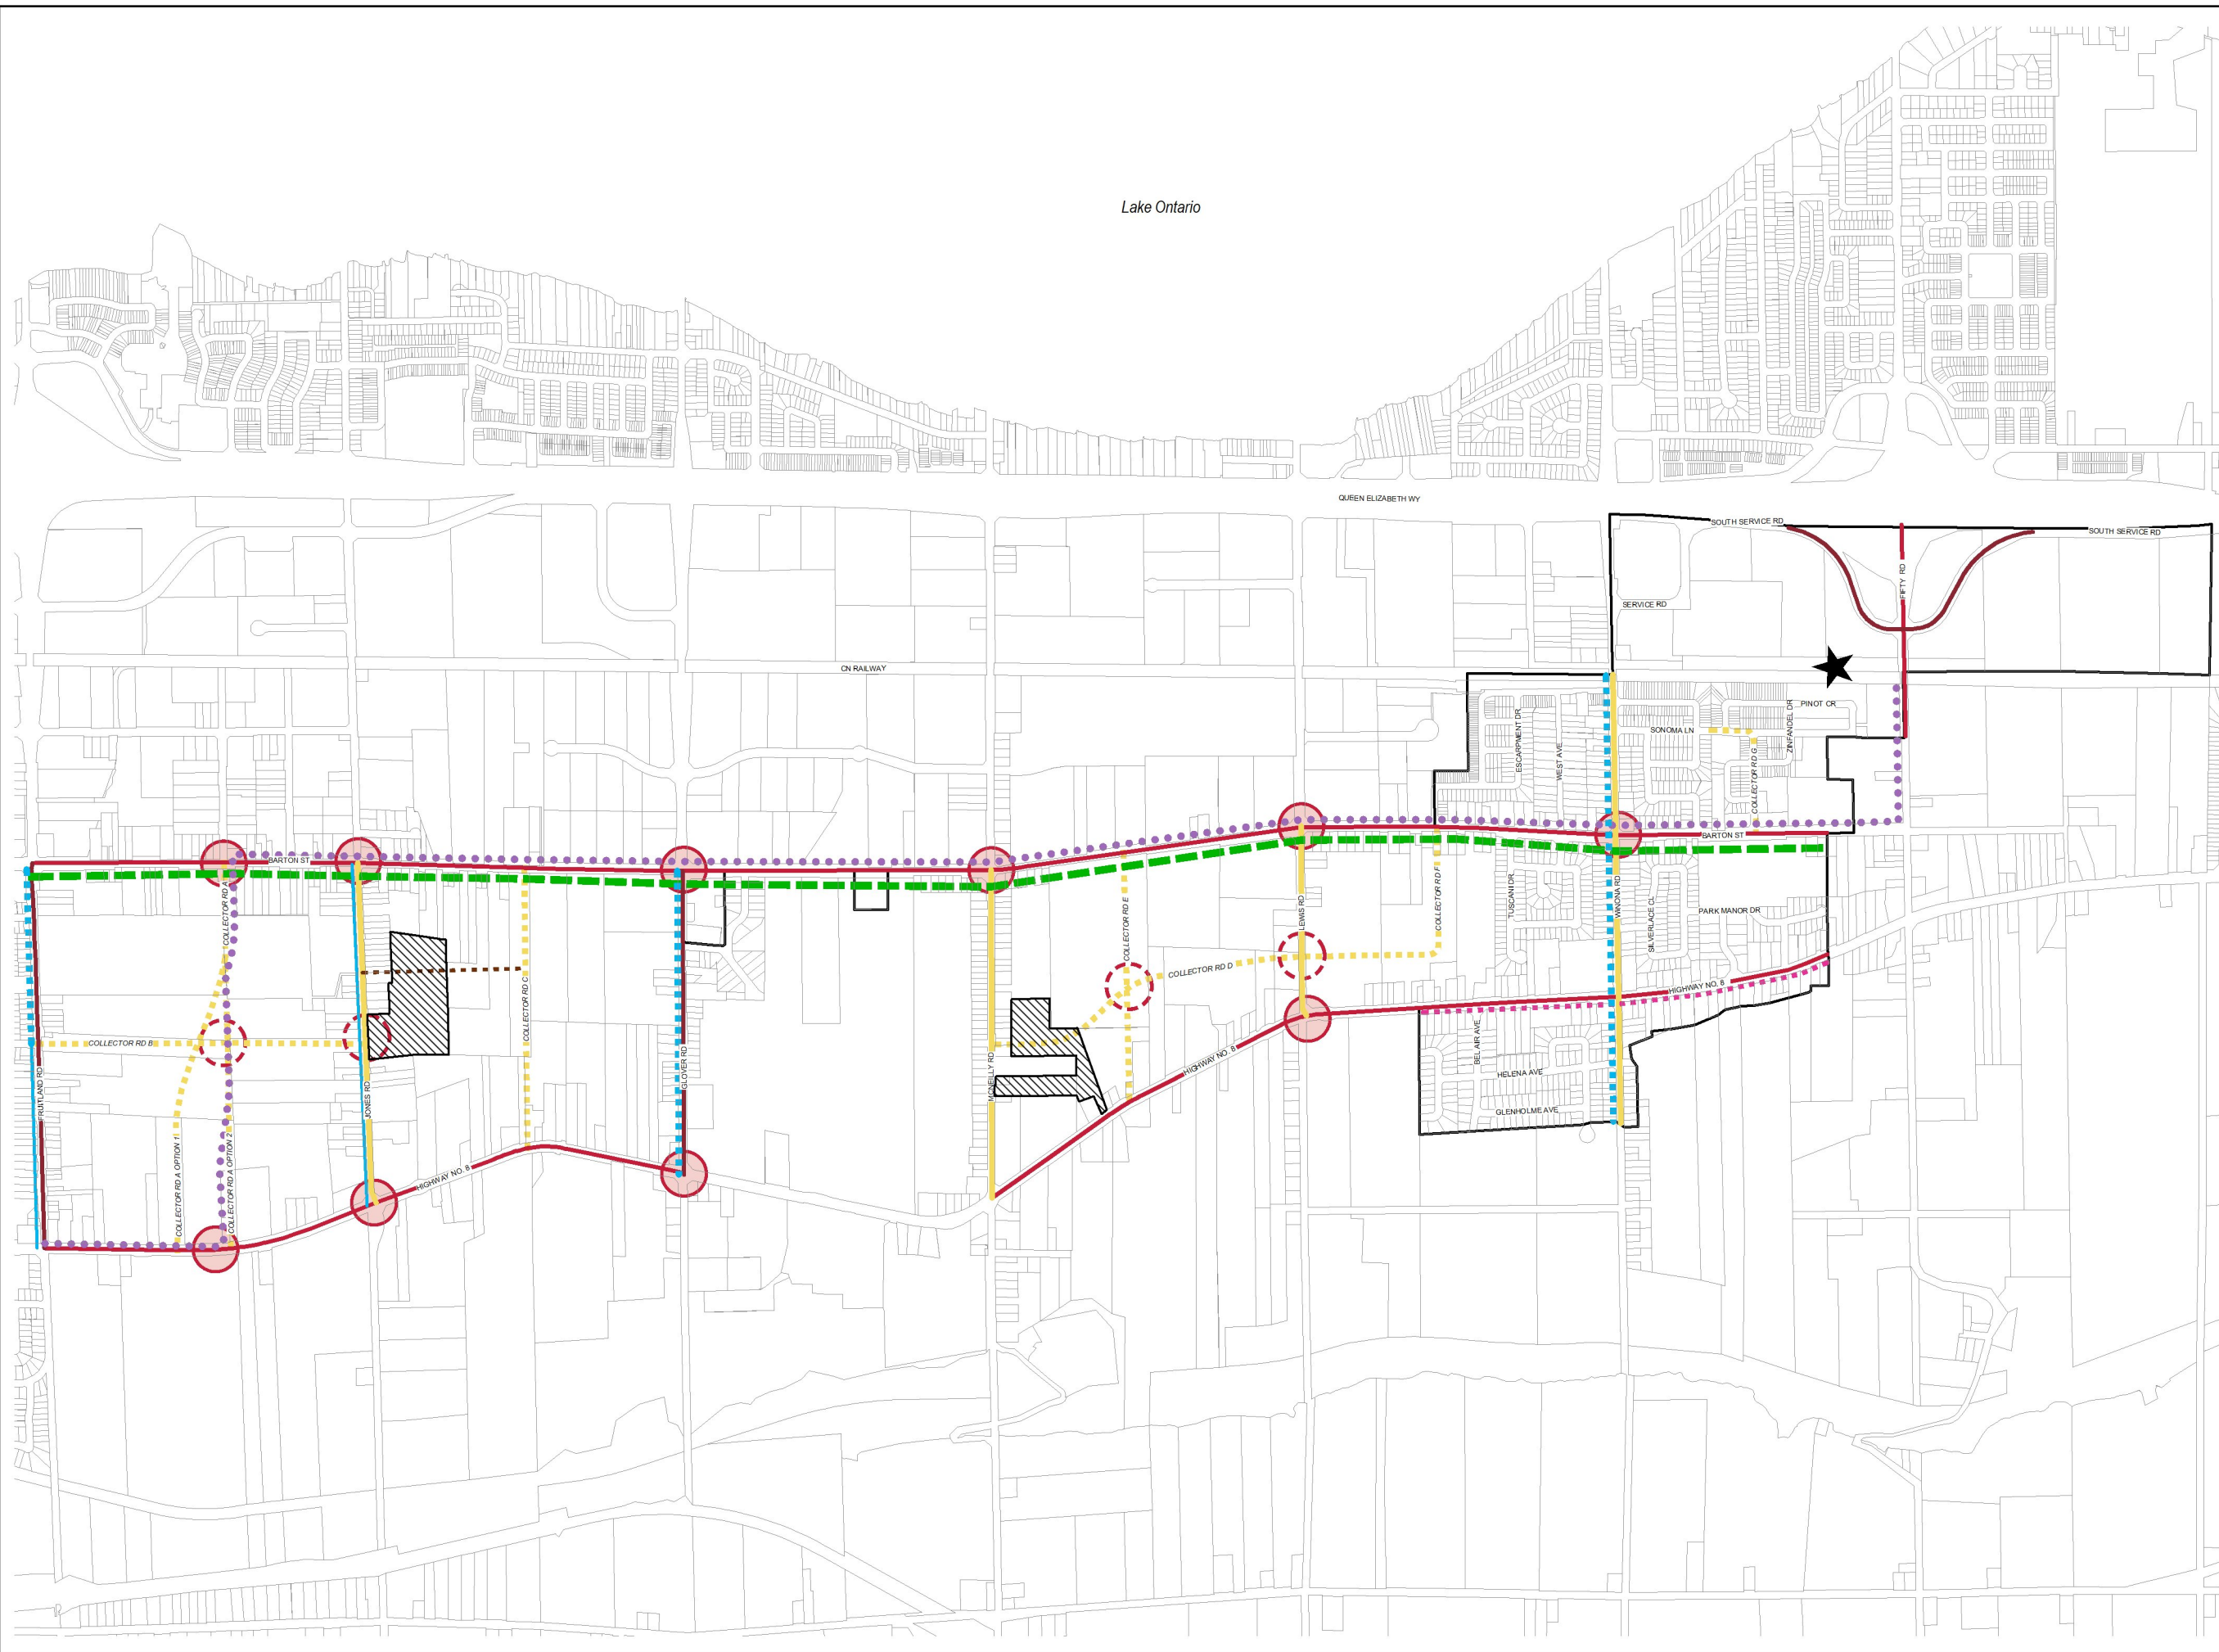 Lake Ontario
QUEEN ELIZABETH WY
SOUTH SERVICE RD
SOUTH SERVICE RD
FIFTY RD
SERVICE RD
CN RAILWAY
PINOT CR
ZINFANDEL DR
ESCARPMENT DR
SONOMA LN
WEST AVE
COLLECTOR RD G
BARTON ST
BARTON ST
COLLECTOR RD A
COLLECTOR RD F
TUSCANI DR
WINONA RD
SILVERLACE CL
PARK MANOR DR
LEWIS RD
COLLECTOR RD E
COLLECTOR RD D
COLLECTOR RD C
HIGHWAY NO. 8
COLLECTOR RD B
GLOVER RD
BEL AIR AVE
HIGHWAY NO. 8
MCNEILLY RD
HELENA AVE
FRUITLAND RD
JONES RD
GLENHOLME AVE
COLLECTOR RD A OPTION 1
COLLECTOR RD A OPTION 2
HIGHWAY NO. 8